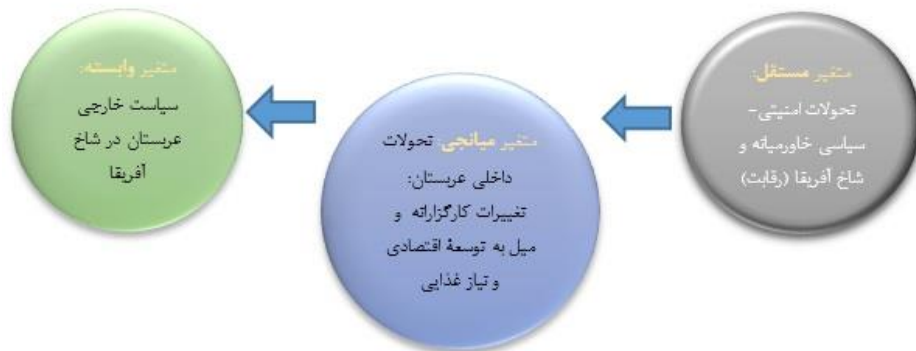 متغیر مستقل:
تحولات امنیتی-
سیاسی خاورمیانه و
شاخ آفریقا (رقابت)
متغیر میانجی: تحولات
داخلی عربستان:
تغییرات کارگزارانه و
میل به توسعهٔ اقتصادی
و نیاز غذایی
متغیر وابسته:
سیاست خارجی
عربستان در شاخ
آفریقا